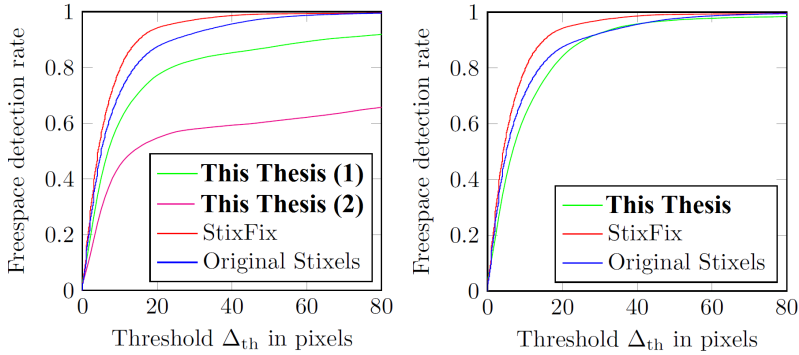 Freespace detection rate
1
0.8
0.6
0.4
0.2
0
This Thesis (1)
This Thesis (2)
StixFix
Original Stixels
0 20 40 60 80
Threshold Δth in pixels
Freespace detection rate
1
0.8
0.6
0.4
0.2
0
This Thesis
StixFix
Original Stixels
0 20 40 60 80
Threshold Δth in pixels